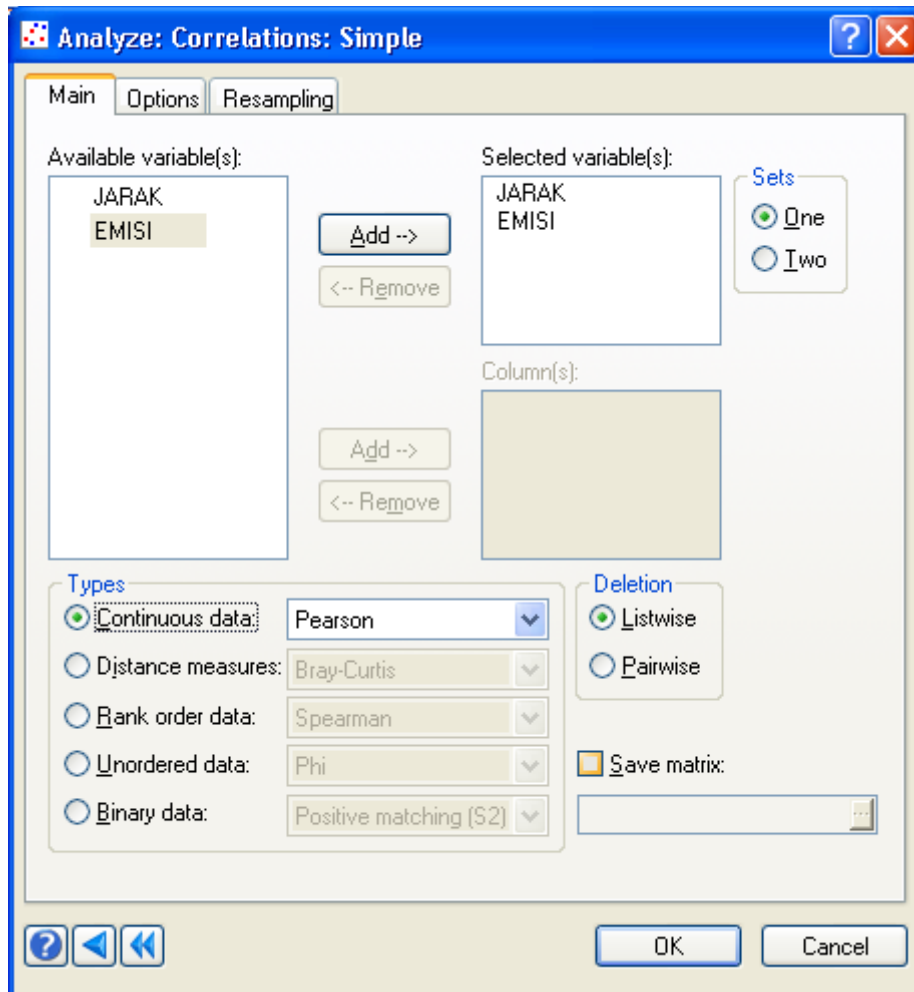 Analyze: Correlations: Simple
Main Options Resampling
Available variable(s):
JARAK
EMISI
Add -->
<-- Remove
Selected variable(s):
JARAK
EMISI
Sets
One
Two
Column(s):
Add -->
<-- Remove
Types
Continuous data: Pearson
Distance measures: Bray-Curtis
Rank order data: Spearman
Unordered data: Phi
Binary data: Positive matching (S2)
Deletion
Listwise
Pairwise
Save matrix:
...
OK Cancel